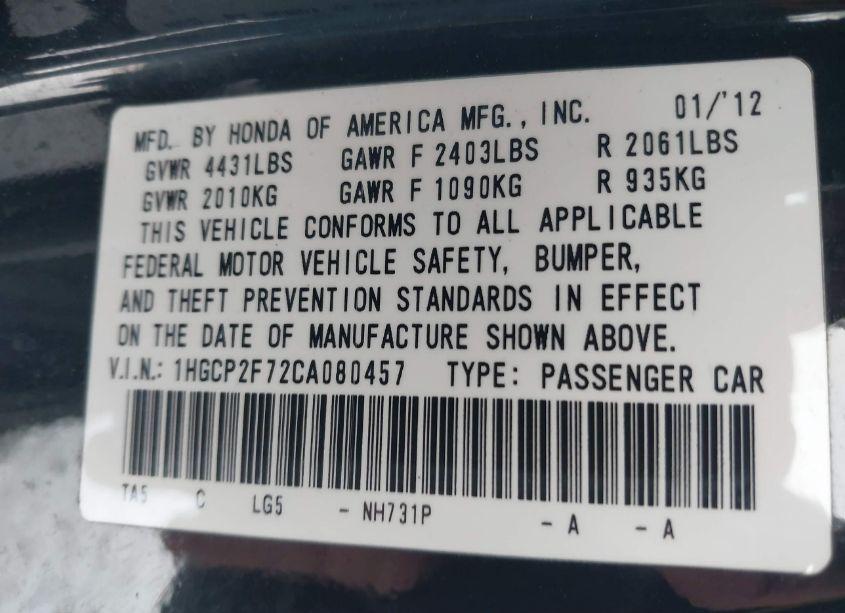 MFD. BY HONDA OF AMERICA MFG., INC. 01/'12
GVWR 4431LBS GAWR F 2403LBS R 2061LBS
GVWR 2010KG GAWR F 1090KG R 935KG
THIS VEHICLE CONFORMS TO ALL APPLICABLE
FEDERAL MOTOR VEHICLE SAFETY, BUMPER,
AND THEFT PREVENTION STANDARDS IN EFFECT
ON THE DATE OF MANUFACTURE SHOWN ABOVE.
V.I.N.: 1HGCP2F72CA080457 TYPE: PASSENGER CAR
TA5 C LG5 - NH731P - A - A